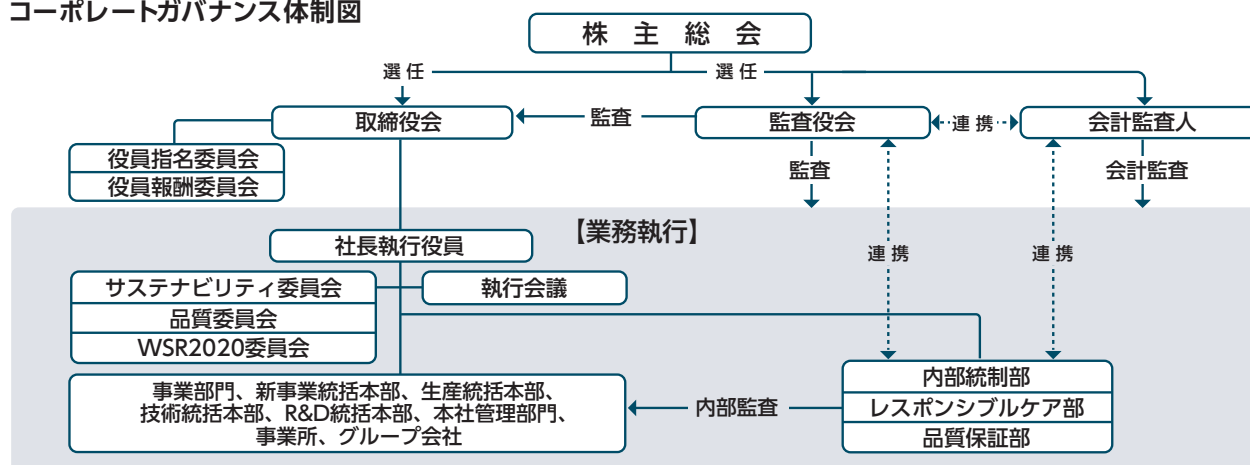 コーポレートガバナンス体制図
株主総会
選任
選任
取締役会
監査
監査役会
連携
会計監査人
役員指名委員会
役員報酬委員会
監査
会計監査
【業務執行】
社長執行役員
連携
連携
サステナビリティ委員会
執行会議
品質委員会
WSR2020委員会
内部統制部
レスポンシブルケア部
品質保証部
内部監査
事業部門、新事業統括本部、生産統括本部、
技術統括本部、R&D統括本部、本社管理部門、
事業所、グループ会社